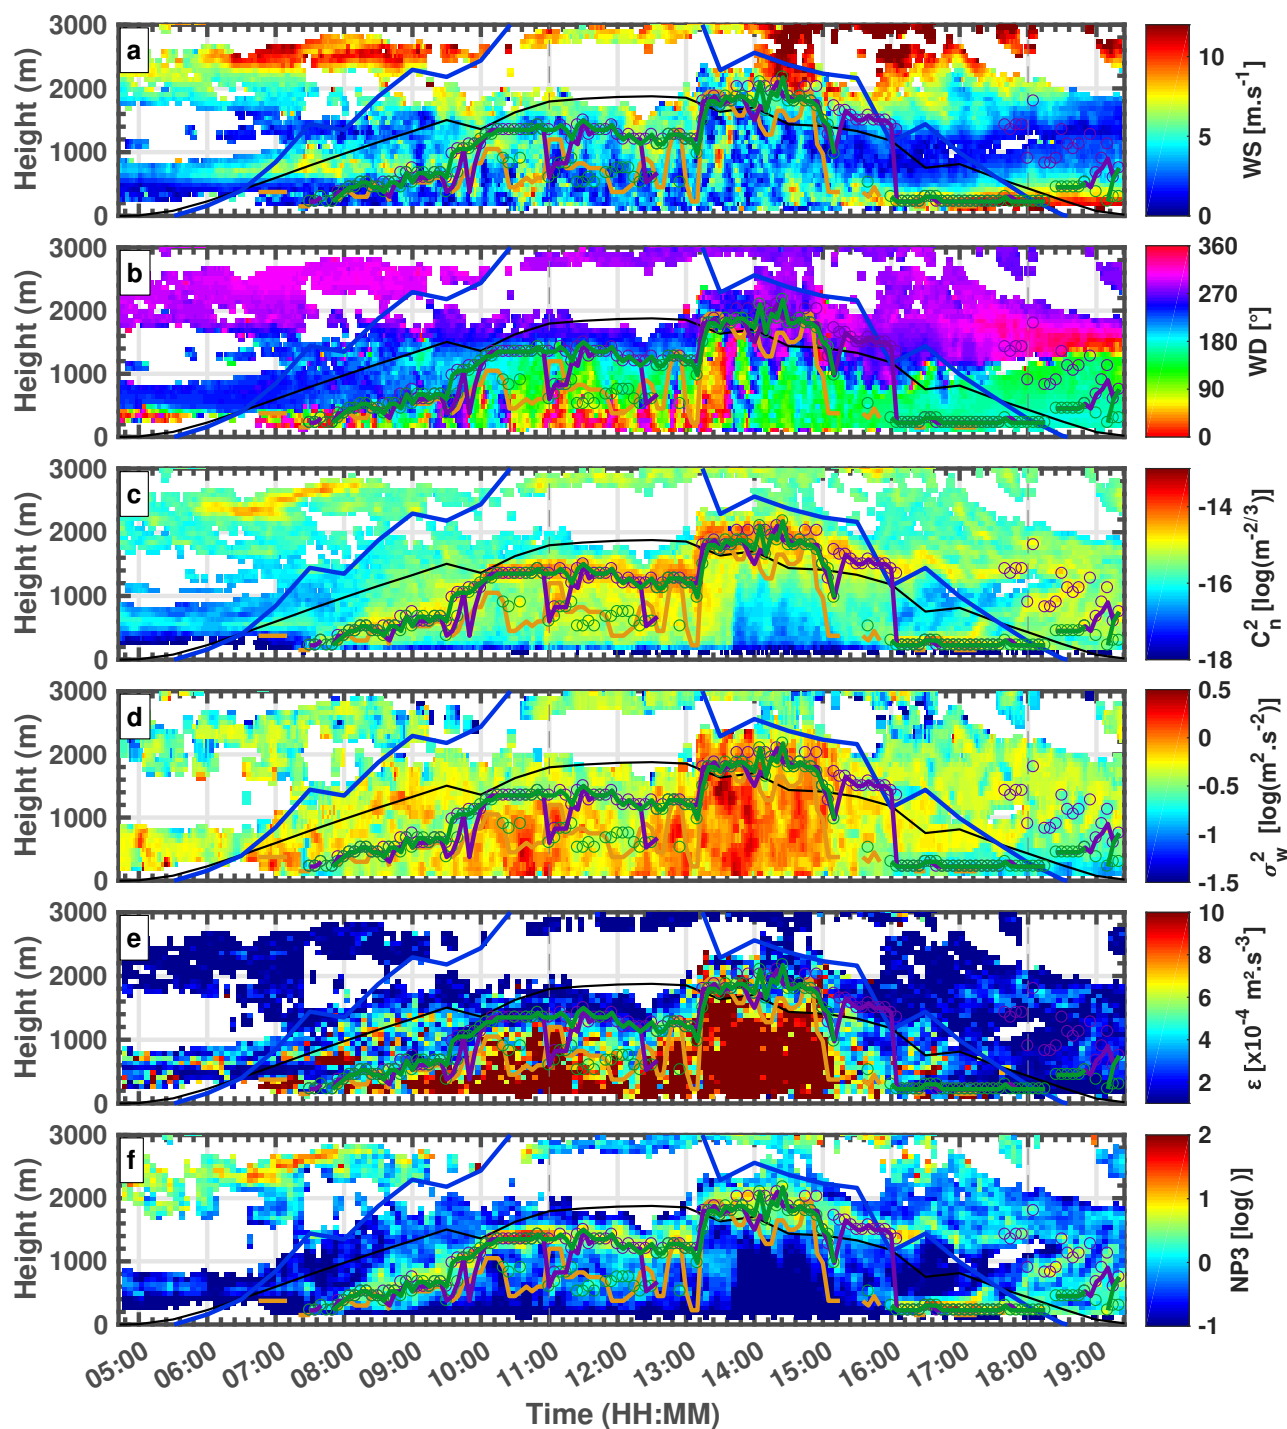 a
Height (m)
3000
2000
1000
0
WS [m.s⁻¹]
10
5
0
b
Height (m)
3000
2000
1000
0
WD [°]
360
270
180
90
0
c
Height (m)
3000
2000
1000
0
C²ₙ [log(m⁻²ᐟ³)]
-14
-16
-18
d
Height (m)
3000
2000
1000
0
σ²w [log(m².s⁻²)]
0.5
0
-0.5
-1
-1.5
e
Height (m)
3000
2000
1000
0
ε [x10⁻⁴ m².s⁻³]
10
8
6
4
2
f
Height (m)
3000
2000
1000
0
NP3 [log( )]
2
1
0
-1
05:00 06:00 07:00 08:00 09:00 10:00 11:00 12:00 13:00 14:00 15:00 16:00 17:00 18:00 19:00
Time (HH:MM)